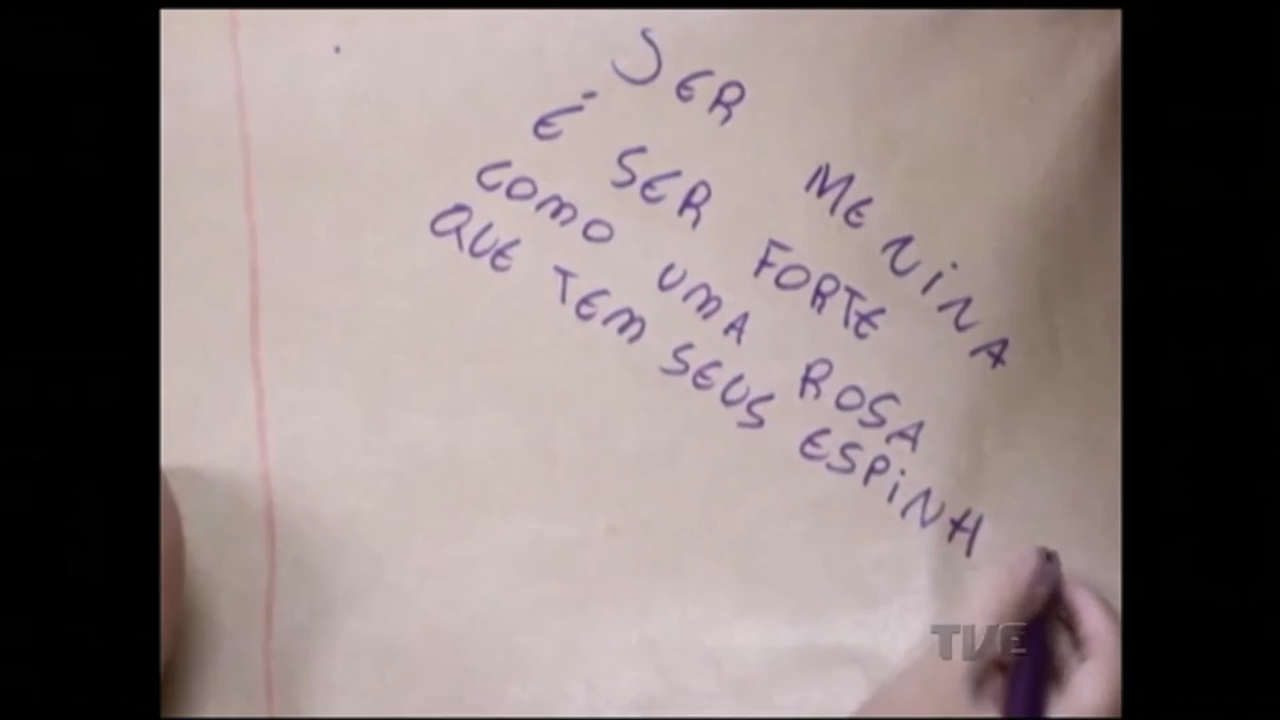 SER MENINA
É SER FORTE
COMO UMA ROSA
QUE TEM SEUS ESPINH
TVE